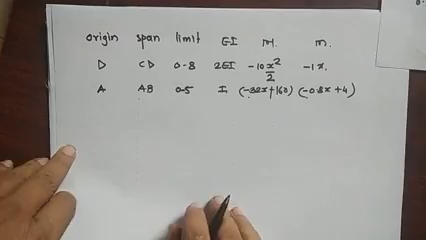 origin span limit EI M. m.
D CD 0-8 2EI -10x²/2 -1x.
A AB 0-5 I (-32x+160) (-0.8x+4)